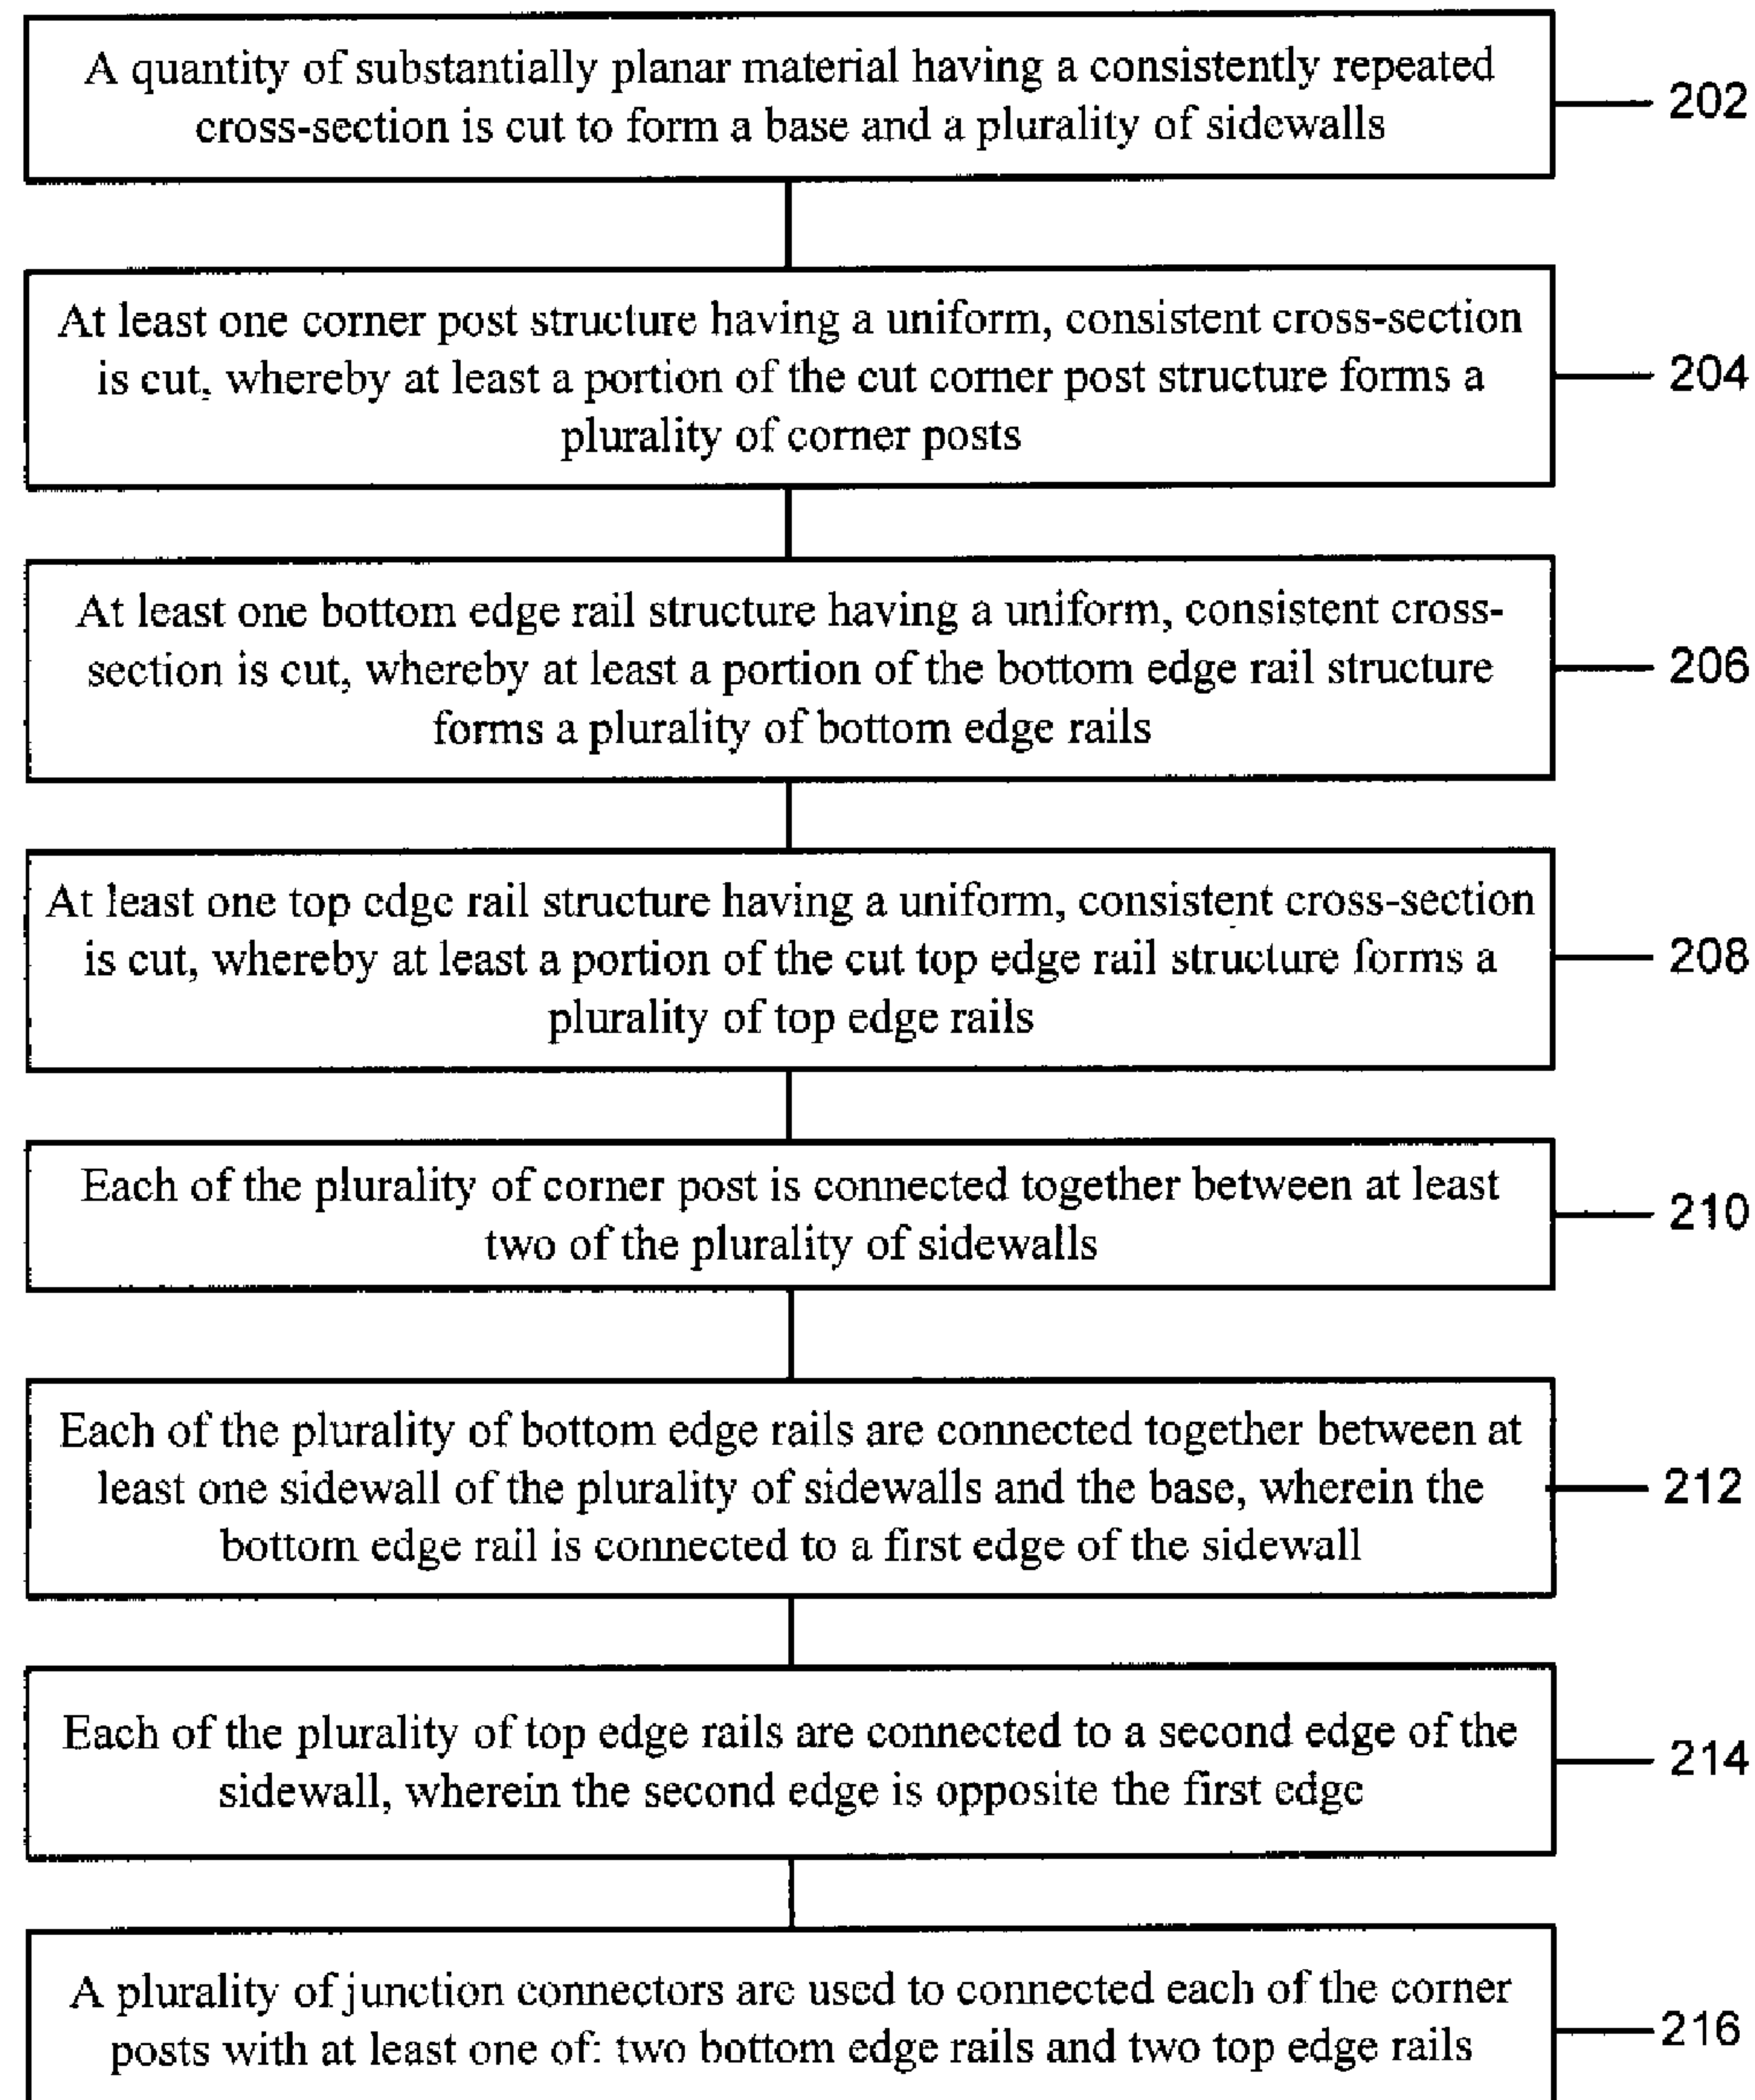 A quantity of substantially planar material having a consistently repeated
cross-section is cut to form a base and a plurality of sidewalls
202
At least one corner post structure having a uniform, consistent cross-section
is cut, whereby at least a portion of the cut corner post structure forms a
plurality of corner posts
204
At least one bottom edge rail structure having a uniform, consistent cross-
section is cut, whereby at least a portion of the bottom edge rail structure
forms a plurality of bottom edge rails
206
At least one top edge rail structure having a uniform, consistent cross-section
is cut, whereby at least a portion of the cut top edge rail structure forms a
plurality of top edge rails
208
Each of the plurality of corner post is connected together between at least
two of the plurality of sidewalls
210
Each of the plurality of bottom edge rails are connected together between at
least one sidewall of the plurality of sidewalls and the base, wherein the
bottom edge rail is connected to a first edge of the sidewall
212
Each of the plurality of top edge rails are connected to a second edge of the
sidewall, wherein the second edge is opposite the first edge
214
A plurality of junction connectors are used to connected each of the corner
posts with at least one of: two bottom edge rails and two top edge rails
216